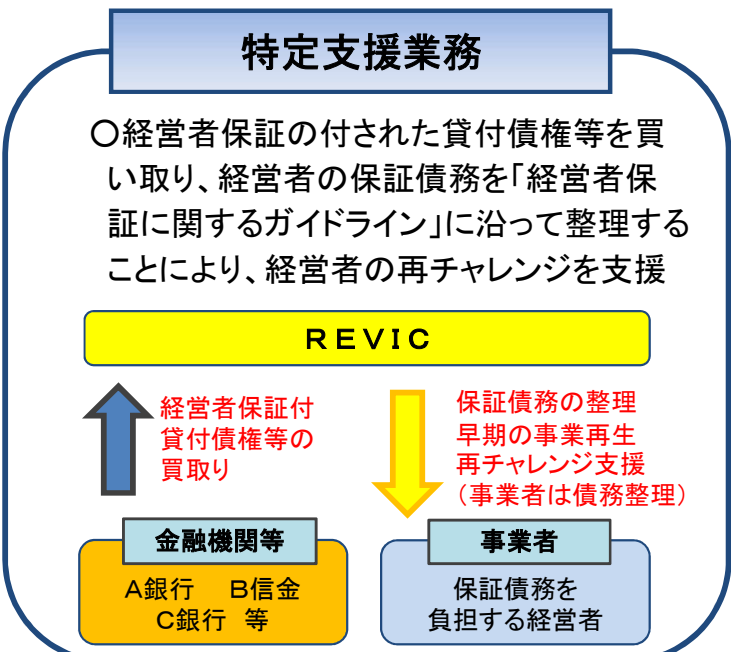 特定支援業務
○経営者保証の付された貸付債権等を買
い取り、経営者の保証債務を「経営者保
証に関するガイドライン」に沿って整理する
ことにより、経営者の再チャレンジを支援
ＲＥＶＩＣ
経営者保証付
貸付債権等の
買取り
保証債務の整理
早期の事業再生
再チャレンジ支援
（事業者は債務整理）
金融機関等
Ａ銀行　Ｂ信金
Ｃ銀行　等
事業者
保証債務を
負担する経営者